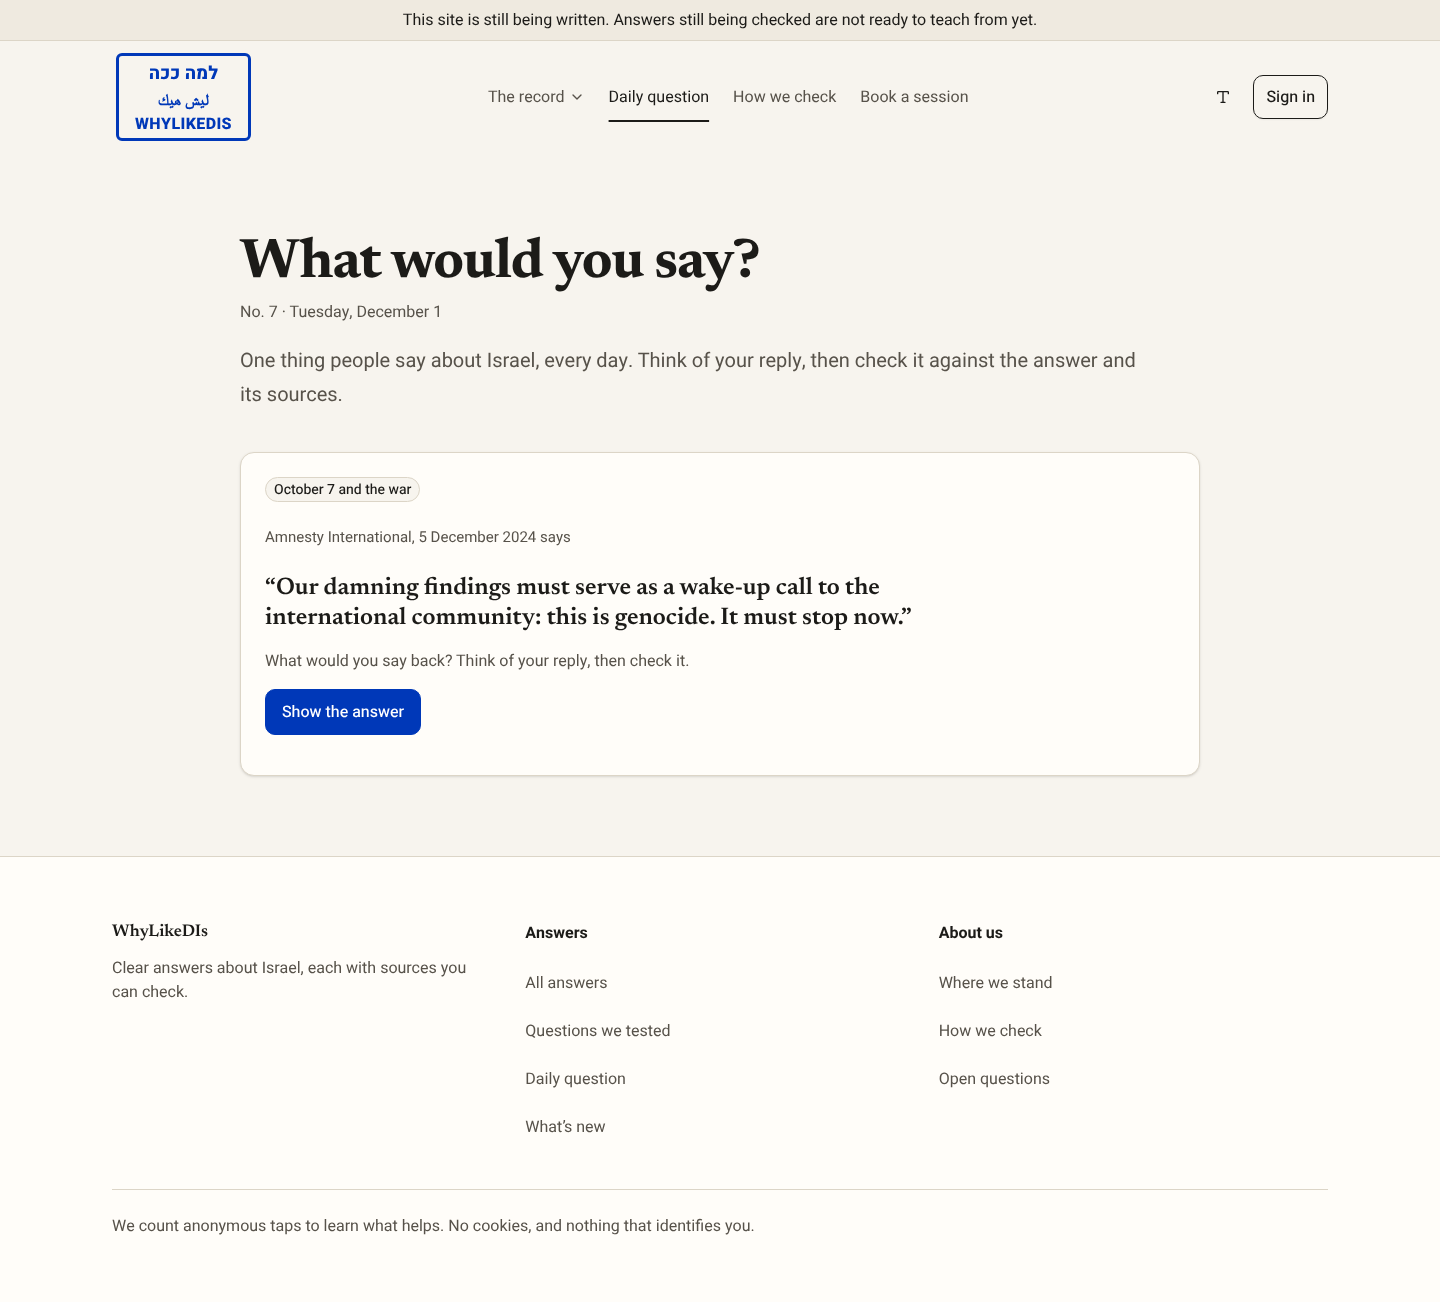 This site is still being written. Answers still being checked are not ready to teach from yet.
למה ככה
ليش هيك
WHYLIKEDIS
The record
Daily question
How we check
Book a session
T
Sign in
What would you say?
No. 7 · Tuesday, December 1
One thing people say about Israel, every day. Think of your reply, then check it against the answer and
its sources.
October 7 and the war
Amnesty International, 5 December 2024 says
“Our damning findings must serve as a wake-up call to the
international community: this is genocide. It must stop now.”
What would you say back? Think of your reply, then check it.
Show the answer
WhyLikeDIs
Clear answers about Israel, each with sources you
can check.
Answers
All answers
Questions we tested
Daily question
What’s new
About us
Where we stand
How we check
Open questions
We count anonymous taps to learn what helps. No cookies, and nothing that identifies you.